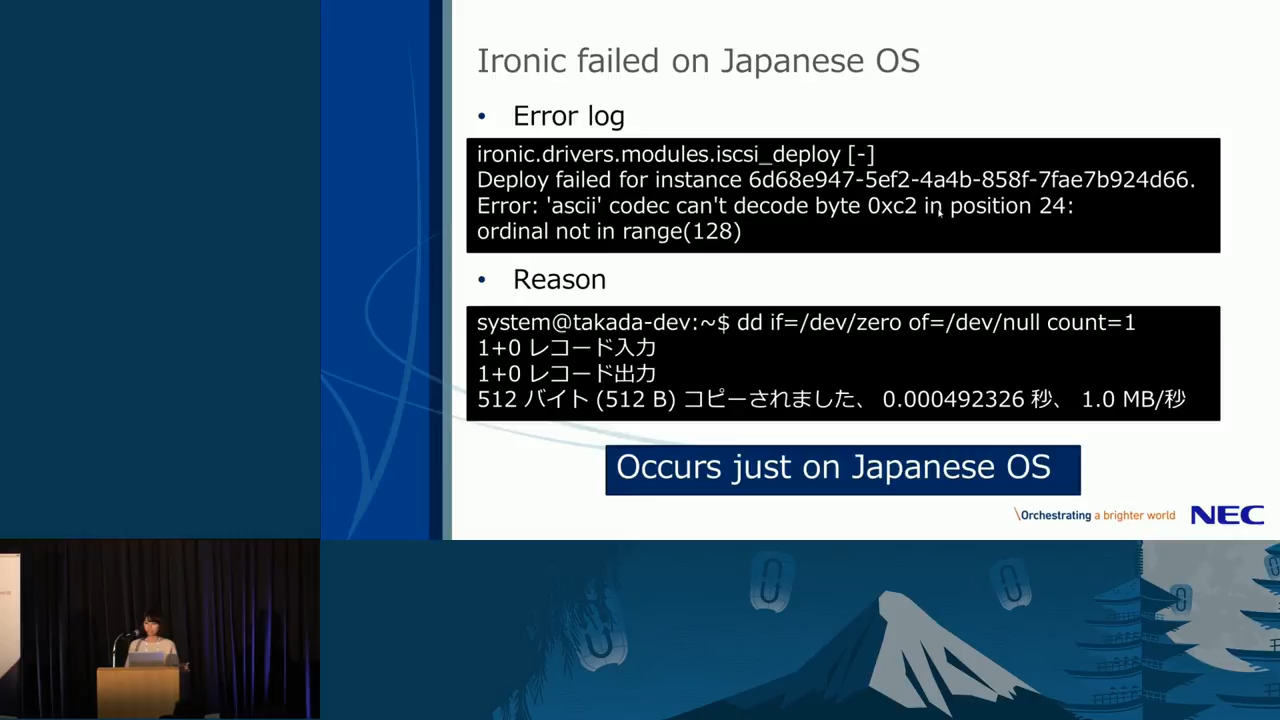 Ironic failed on Japanese OS
• Error log
ironic.drivers.modules.iscsi_deploy [-]
Deploy failed for instance 6d68e947-5ef2-4a4b-858f-7fae7b924d66.
Error: 'ascii' codec can't decode byte 0xc2 in position 24:
ordinal not in range(128)
• Reason
system@takada-dev:~$ dd if=/dev/zero of=/dev/null count=1
1+0 レコード入力
1+0 レコード出力
512 バイト (512 B) コピーされました、 0.000492326 秒、 1.0 MB/秒
Occurs just on Japanese OS
\Orchestrating a brighter world NEC